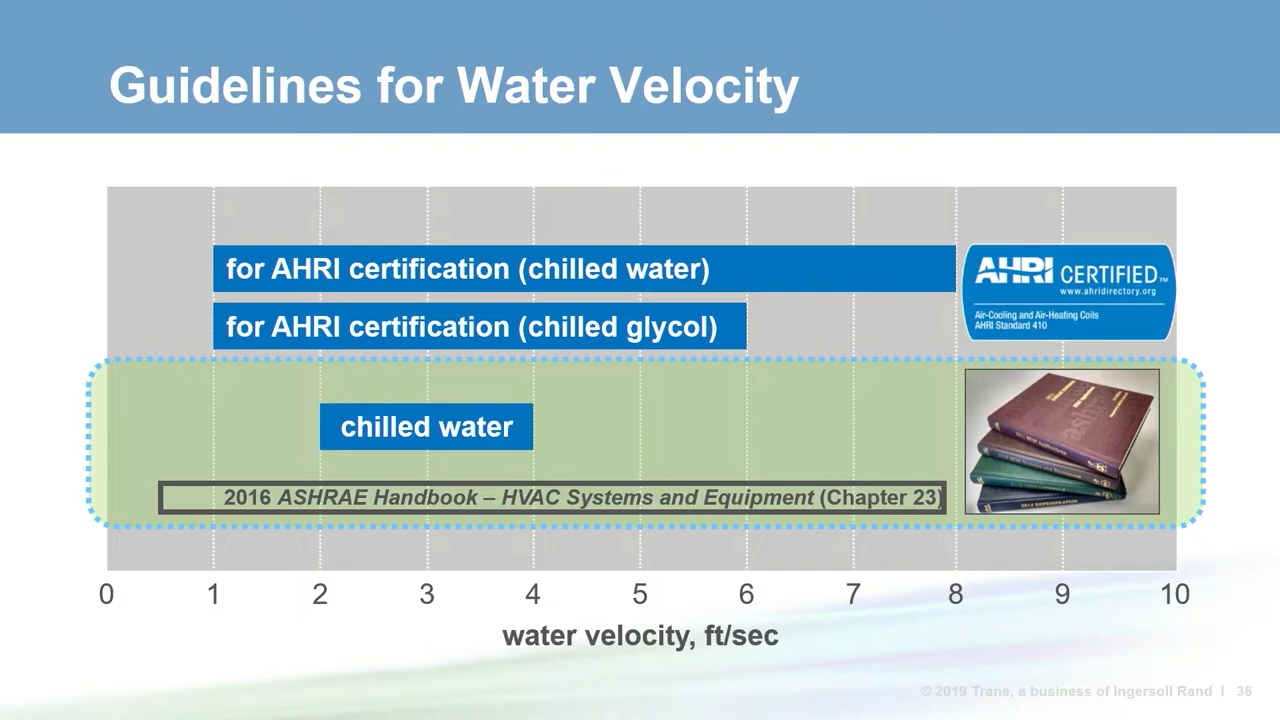 Guidelines for Water Velocity
for AHRI certification (chilled water)
for AHRI certification (chilled glycol)
AHRI CERTIFIED™
www.ahridirectory.org
Air-Cooling and Air-Heating Coils
AHRI Standard 410
chilled water
2016 ASHRAE Handbook – HVAC Systems and Equipment (Chapter 23)
0 1 2 3 4 5 6 7 8 9 10
water velocity, ft/sec
© 2019 Trane, a business of Ingersoll Rand I 36